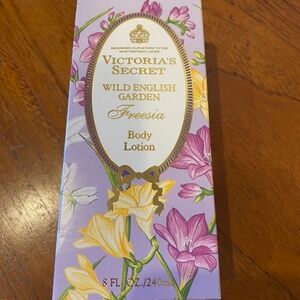 RENOWNED PURVEYORS TO THE
MOST REFINED LADIES
VICTORIA'S
SECRET
WILD ENGLISH
GARDEN
Freesia
Body
Lotion
8 FL. OZ./240mL